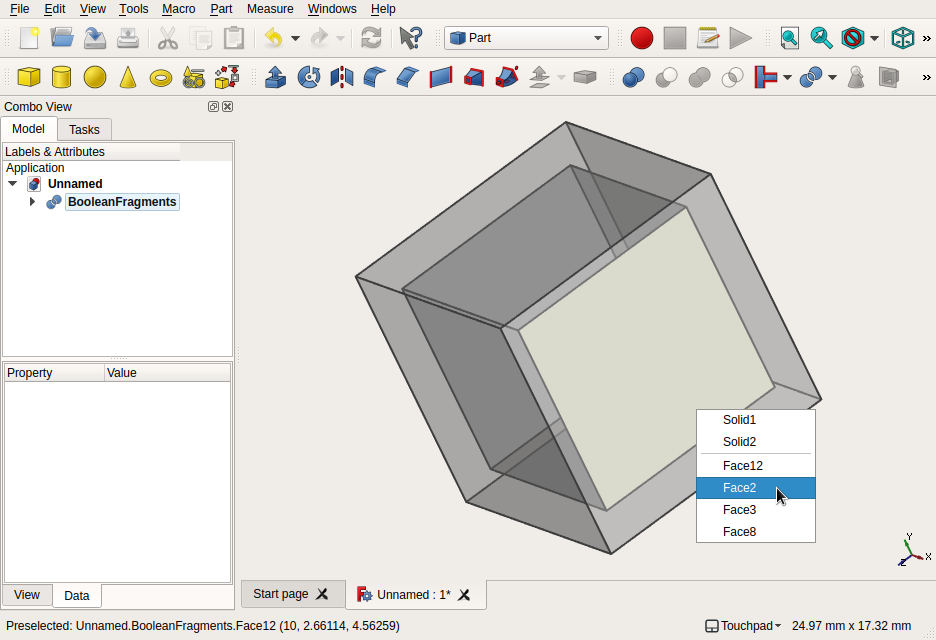 File Edit View Tools Macro Part Measure Windows Help
Part
»
»
Combo View
Model Tasks
Labels & Attributes
Application
Unnamed
BooleanFragments
Property Value
View Data
Solid1
Solid2
Face12
Face2
Face3
Face8
Y
X
Z
Start page
Unnamed : 1*
Preselected: Unnamed.BooleanFragments.Face12 (10, 2.66114, 4.56259)
Touchpad
24.97 mm x 17.32 mm